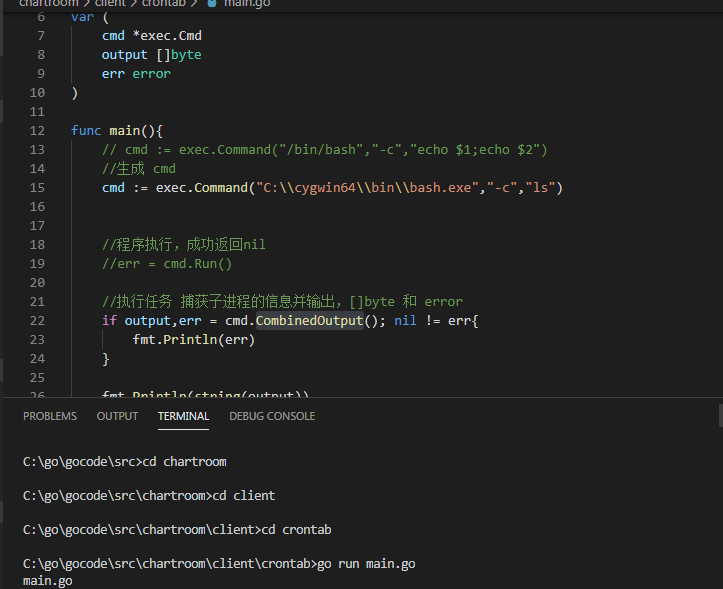 chartroom > client > crontab > main.go
6 var (
7 cmd *exec.Cmd
8 output []byte
9 err error
10 )
11
12 func main(){
13 // cmd := exec.Command("/bin/bash","-c","echo $1;echo $2")
14 //生成 cmd
15 cmd := exec.Command("C:\\cygwin64\\bin\\bash.exe","-c","ls")
16
17
18 //程序执行，成功返回nil
19 //err = cmd.Run()
20
21 //执行任务 捕获子进程的信息并输出，[]byte 和 error
22 if output,err = cmd.CombinedOutput(); nil != err{
23 fmt.Println(err)
24 }
25
26 fmt.Println(string(output))
PROBLEMS OUTPUT TERMINAL DEBUG CONSOLE
C:\go\gocode\src>cd chartroom
C:\go\gocode\src\chartroom>cd client
C:\go\gocode\src\chartroom\client>cd crontab
C:\go\gocode\src\chartroom\client\crontab>go run main.go
main.go